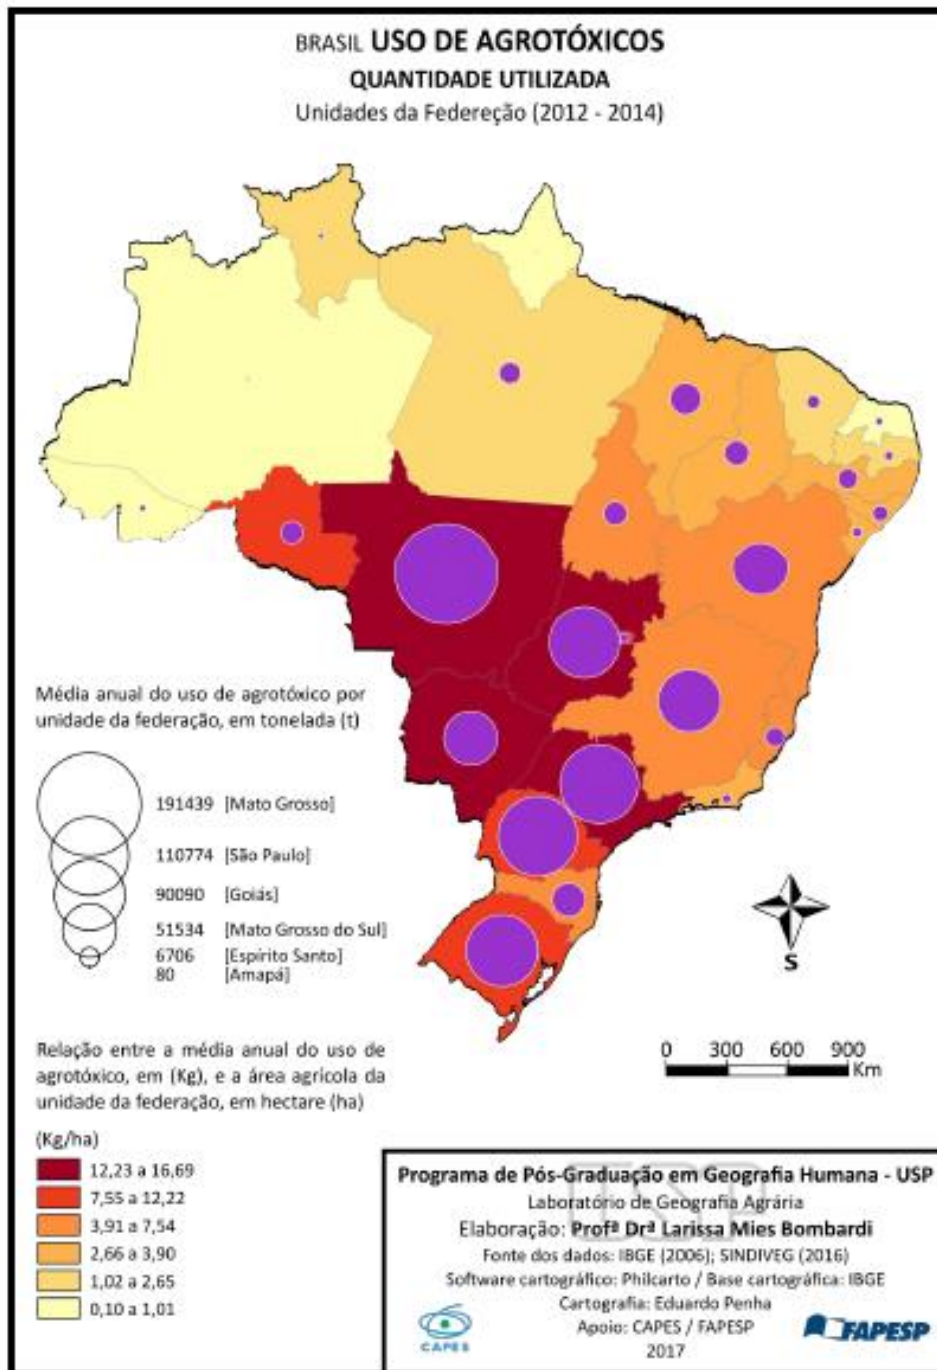 BRASIL USO DE AGROTÓXICOS
QUANTIDADE UTILIZADA
Unidades da Federeção (2012 - 2014)
Média anual do uso de agrotóxico por
unidade da federação, em tonelada (t)
191439 [Mato Grosso]
110774 [São Paulo]
90090 [Goiás]
51534 [Mato Grosso do Sul]
6706 [Espírito Santo]
80 [Amapá]
S
0 300 600 900
Km
Relação entre a média anual do uso de
agrotóxico, em (Kg), e a área agrícola da
unidade da federação, em hectare (ha)
(Kg/ha)
12,23 a 16,69
7,55 a 12,22
3,91 a 7,54
2,66 a 3,90
1,02 a 2,65
0,10 a 1,01
USP
Programa de Pós-Graduação em Geografia Humana - USP
Laboratório de Geografia Agrária
Elaboração: Profª Drª Larissa Mies Bombardi
Fonte dos dados: IBGE (2006); SINDIVEG (2016)
Software cartográfico: Philcarto / Base cartográfica: IBGE
Cartografia: Eduardo Penha
Apoio: CAPES / FAPESP
2017
CAPES
FAPESP